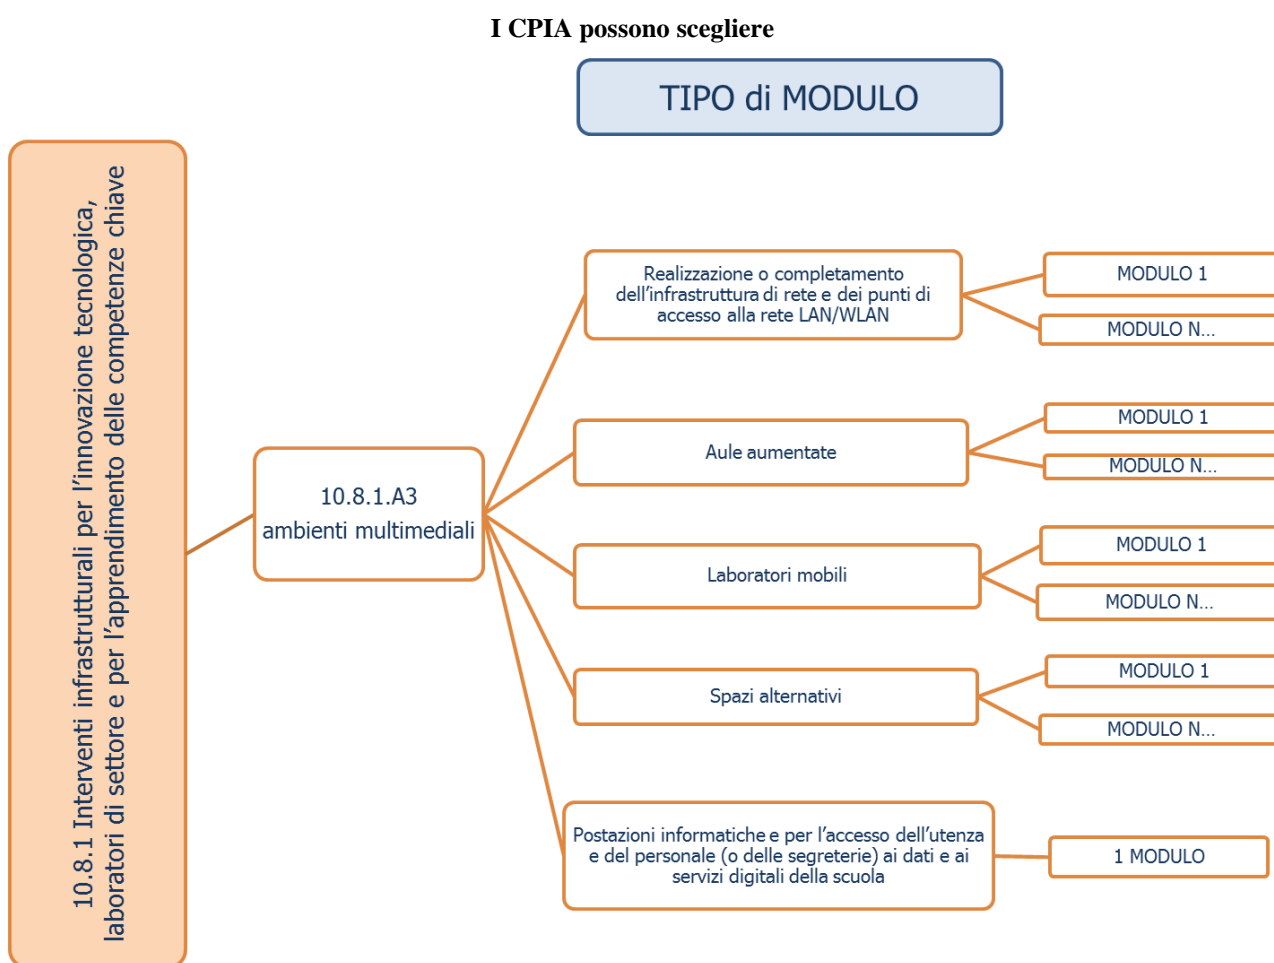 I CPIA possono scegliere
TIPO di MODULO
10.8.1 Interventi infrastrutturali per l'innovazione tecnologica,
laboratori di settore e per l'apprendimento delle competenze chiave
10.8.1.A3
ambienti multimediali
Realizzazione o completamento
dell'infrastruttura di rete e dei punti di
accesso alla rete LAN/WLAN
MODULO 1
MODULO N...
Aule aumentate
MODULO 1
MODULO N...
Laboratori mobili
MODULO 1
MODULO N...
Spazi alternativi
MODULO 1
MODULO N...
Postazioni informatiche e per l'accesso dell'utenza
e del personale (o delle segreterie) ai dati e ai
servizi digitali della scuola
1 MODULO